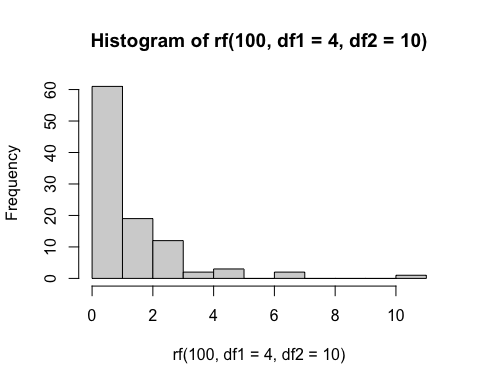 Histogram of rf(100, df1 = 4, df2 = 10)
Frequency
60
50
40
30
20
10
0
0 2 4 6 8 10
rf(100, df1 = 4, df2 = 10)